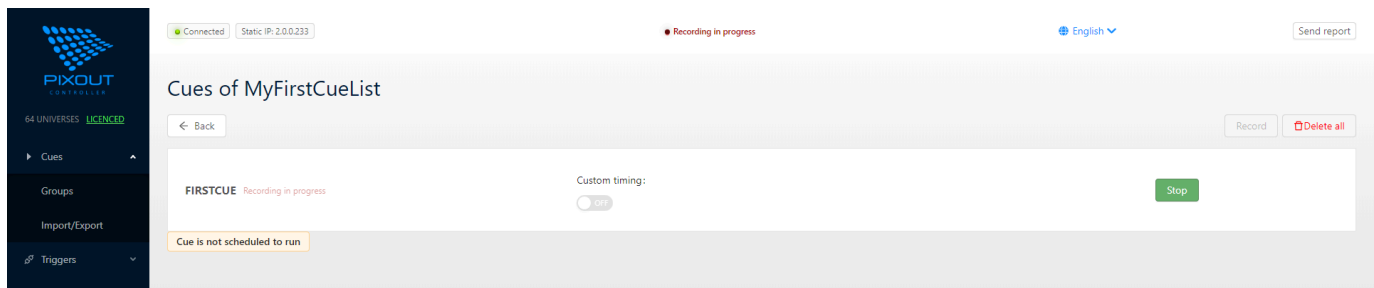 Connected
Static IP: 2.0.0.233
Recording in progress
English
Send report
PIXOUT
CONTROLLER
64 UNIVERSES LICENCED
Cues
Groups
Import/Export
Triggers
Cues of MyFirstCueList
Back
Record
Delete all
FIRSTCUE Recording in progress
Custom timing:
OFF
Stop
Cue is not scheduled to run